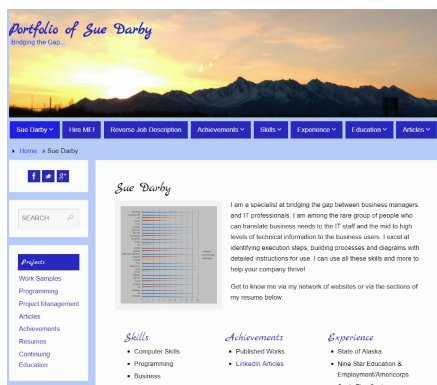 Portfolio of Sue Darby
Bridging the Gap...
Sue Darby
Hire ME!
Reverse Job Description
Achievements
Skills
Experience
Education
Articles
Home » Sue Darby
f
g+
SEARCH
Projects
Work Samples
Programming
Project Management
Articles
Achievements
Resumes
Continuing
Education
Sue Darby
I am a specialist at bridging the gap between business managers
and IT professionals. I am among the rare group of people who
can translate business needs to the IT staff and the mid to high
levels of technical information to the business users. I excel at
identifying execution steps, building processes and diagrams with
detailed instructions for use. I can use all these skills and more to
help your company thrive!
Get to know me via my network of websites or via the sections of
my resume below.
Skills
Computer Skills
Programming
Business
Achievements
Published Works
LinkedIn Articles
Experience
State of Alaska
Nine Star Education &
Employment/Americorps